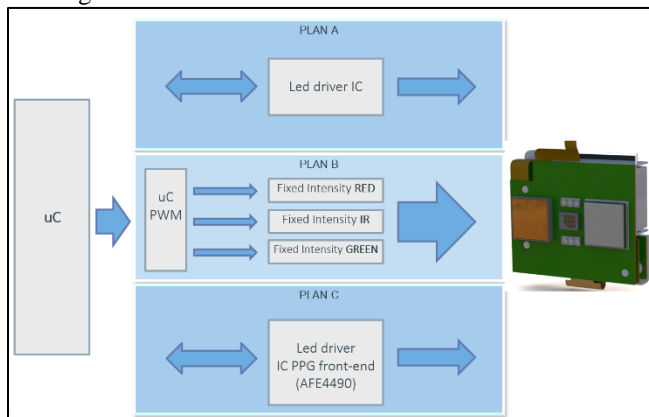 PLAN A
Led driver IC
PLAN B
uC
uC
PWM
Fixed Intensity RED
Fixed Intensity IR
Fixed Intensity GREEN
PLAN C
Led driver
IC PPG front-end
(AFE4490)